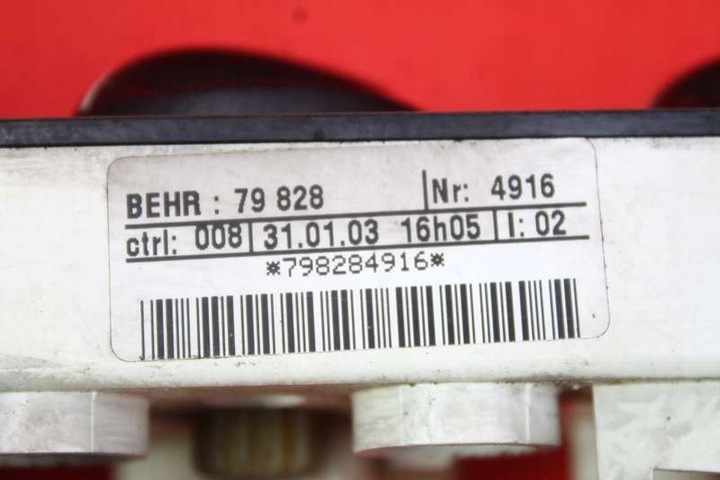 BEHR : 79 828 Nr: 4916
ctrl: 008 31.01.03 16h05 I: 02
*798284916*